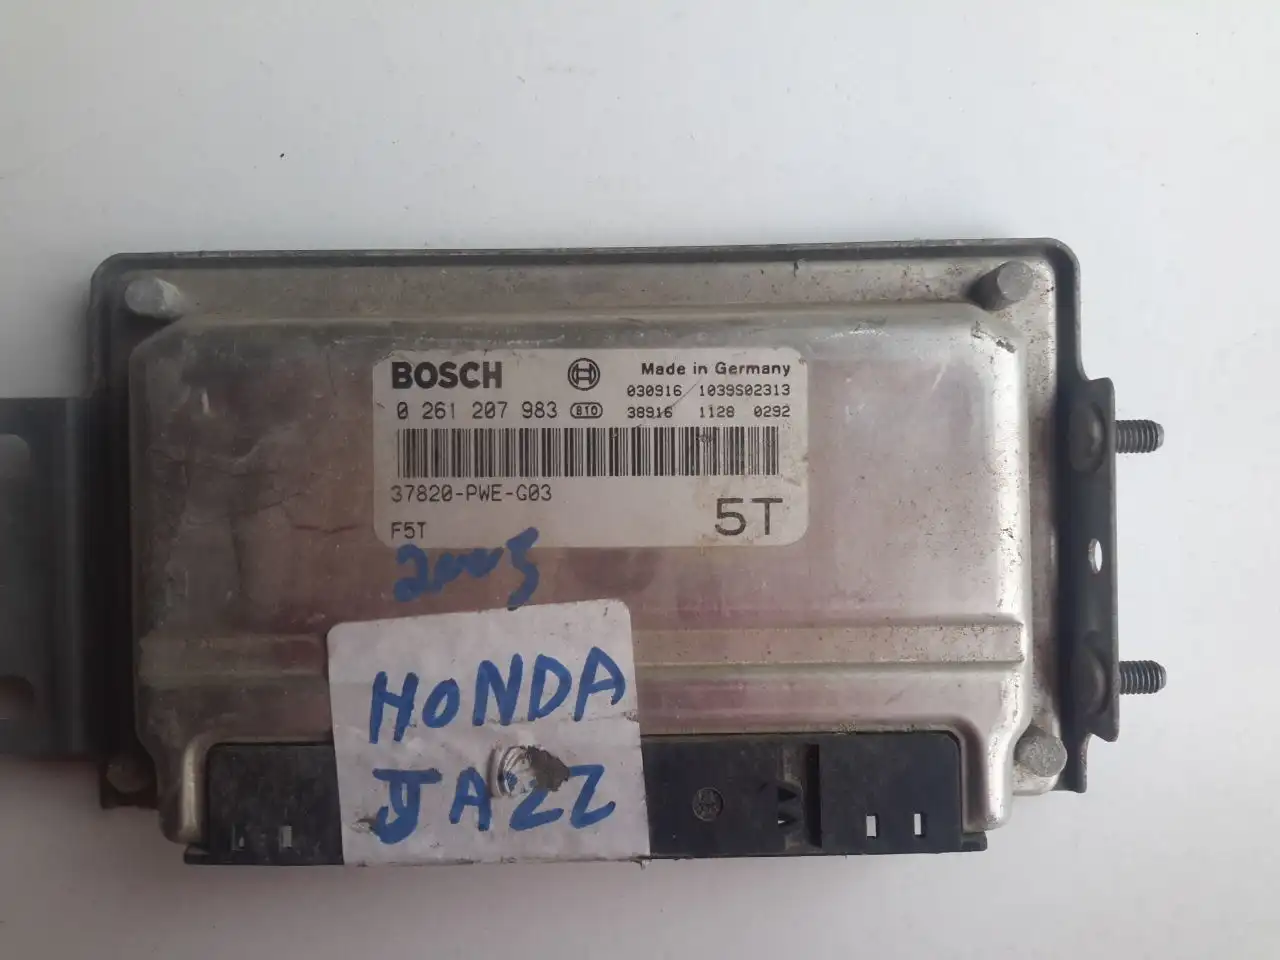 BOSCH
Made in Germany
030916 1039S02313
0 261 207 983 B10
38916 1128 0292
37820-PWE-G03
5T
F5T
HONDA
JAZZ